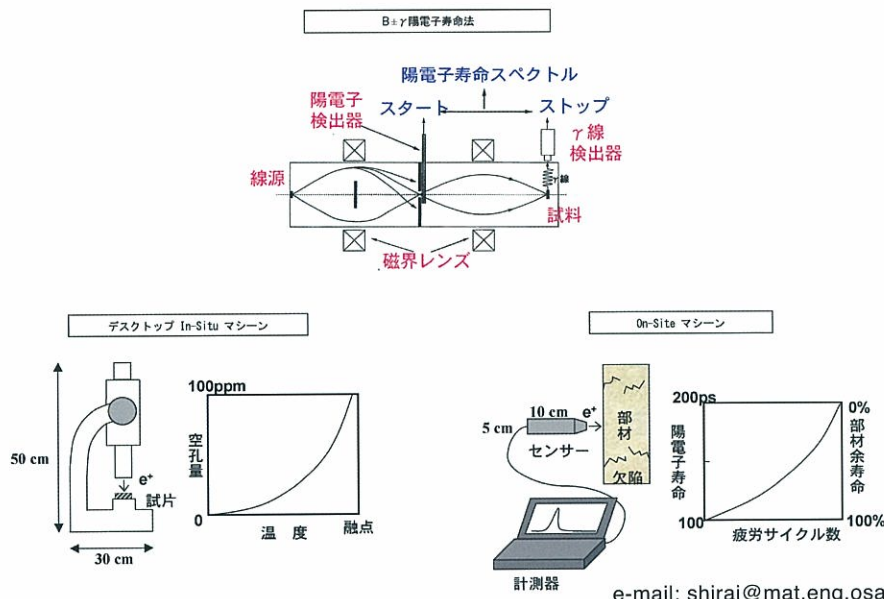 B±γ陽電子寿命法
陽電子寿命スペクトル
陽電子
検出器
スタート
ストップ
γ線
検出器
線源
γ線
試料
磁界レンズ
デスクトップ In-Situ マシーン
50 cm
e+
試片
30 cm
100ppm
空孔量
0
温 度
融点
On-Site マシーン
10 cm
e+
5 cm
センサー
部材
欠陥
計測器
200ps
陽電子寿命
100
0%
部材余寿命
100%
疲労サイクル数
e-mail: shirai@mat.eng.osa